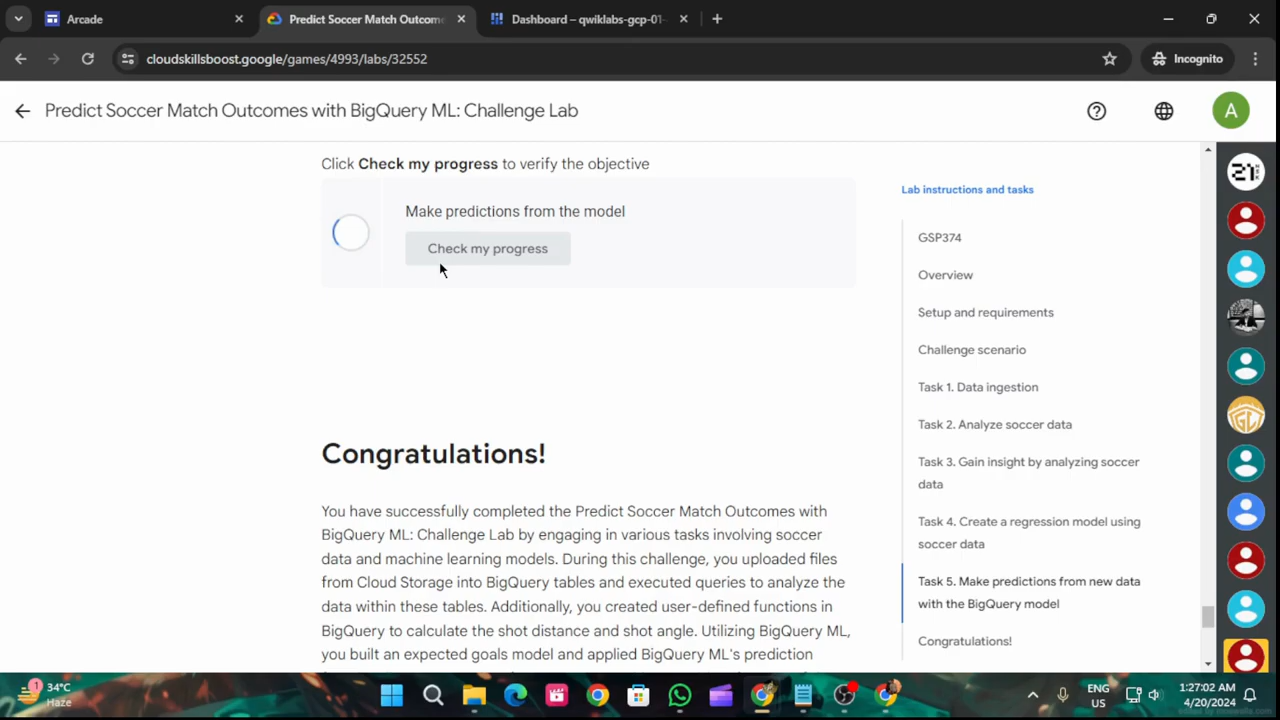 Arcade
Predict Soccer Match Outcom
Dashboard – qwiklabs-gcp-01-
cloudskillsboost.google/games/4993/labs/32552
Incognito
Predict Soccer Match Outcomes with BigQuery ML: Challenge Lab
A
Click Check my progress to verify the objective
Make predictions from the model
Check my progress
Congratulations!
You have successfully completed the Predict Soccer Match Outcomes with
BigQuery ML: Challenge Lab by engaging in various tasks involving soccer
data and machine learning models. During this challenge, you uploaded files
from Cloud Storage into BigQuery tables and executed queries to analyze the
data within these tables. Additionally, you created user-defined functions in
BigQuery to calculate the shot distance and shot angle. Utilizing BigQuery ML,
you built an expected goals model and applied BigQuery ML's prediction
Lab instructions and tasks
GSP374
Overview
Setup and requirements
Challenge scenario
Task 1. Data ingestion
Task 2. Analyze soccer data
Task 3. Gain insight by analyzing soccer
data
Task 4. Create a regression model using
soccer data
Task 5. Make predictions from new data
with the BigQuery model
Congratulations!
21
1
34°C
Haze
ENG
US
1:27:02 AM
4/20/2024